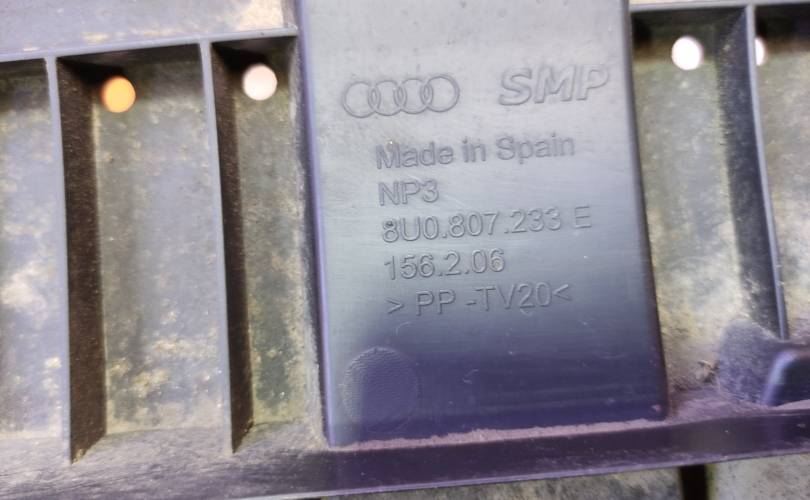 SMP
Made in Spain
NP3
8U0.807.233 E
156.2.06
> PP -TV20<